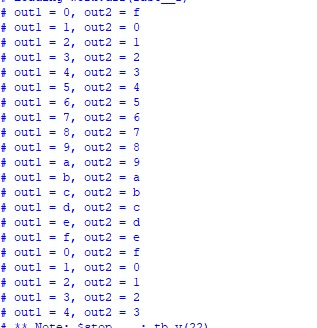 # out1 = 0, out2 = f
# out1 = 1, out2 = 0
# out1 = 2, out2 = 1
# out1 = 3, out2 = 2
# out1 = 4, out2 = 3
# out1 = 5, out2 = 4
# out1 = 6, out2 = 5
# out1 = 7, out2 = 6
# out1 = 8, out2 = 7
# out1 = 9, out2 = 8
# out1 = a, out2 = 9
# out1 = b, out2 = a
# out1 = c, out2 = b
# out1 = d, out2 = c
# out1 = e, out2 = d
# out1 = f, out2 = e
# out1 = 0, out2 = f
# out1 = 1, out2 = 0
# out1 = 2, out2 = 1
# out1 = 3, out2 = 2
# out1 = 4, out2 = 3
# ** Note: $stop : tb.v(22)